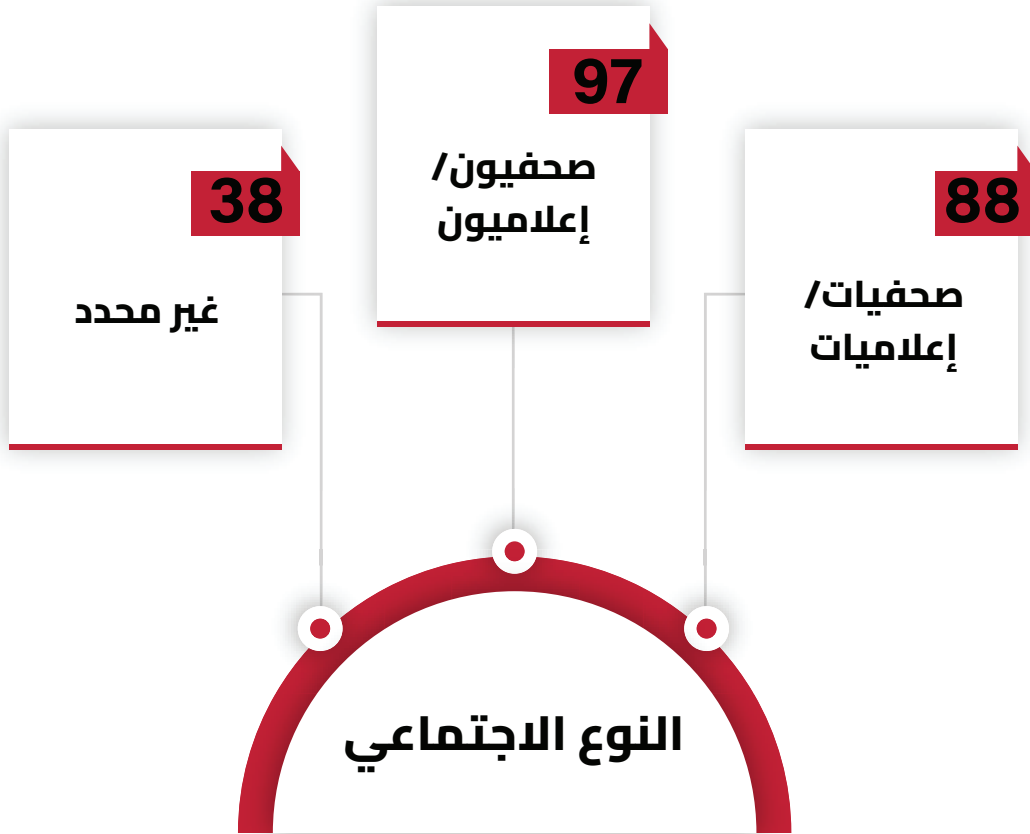 88
صحفيات/
إعلاميات
97
صحفيون/
إعلاميون
38
غير محدد
النوع الاجتماعي